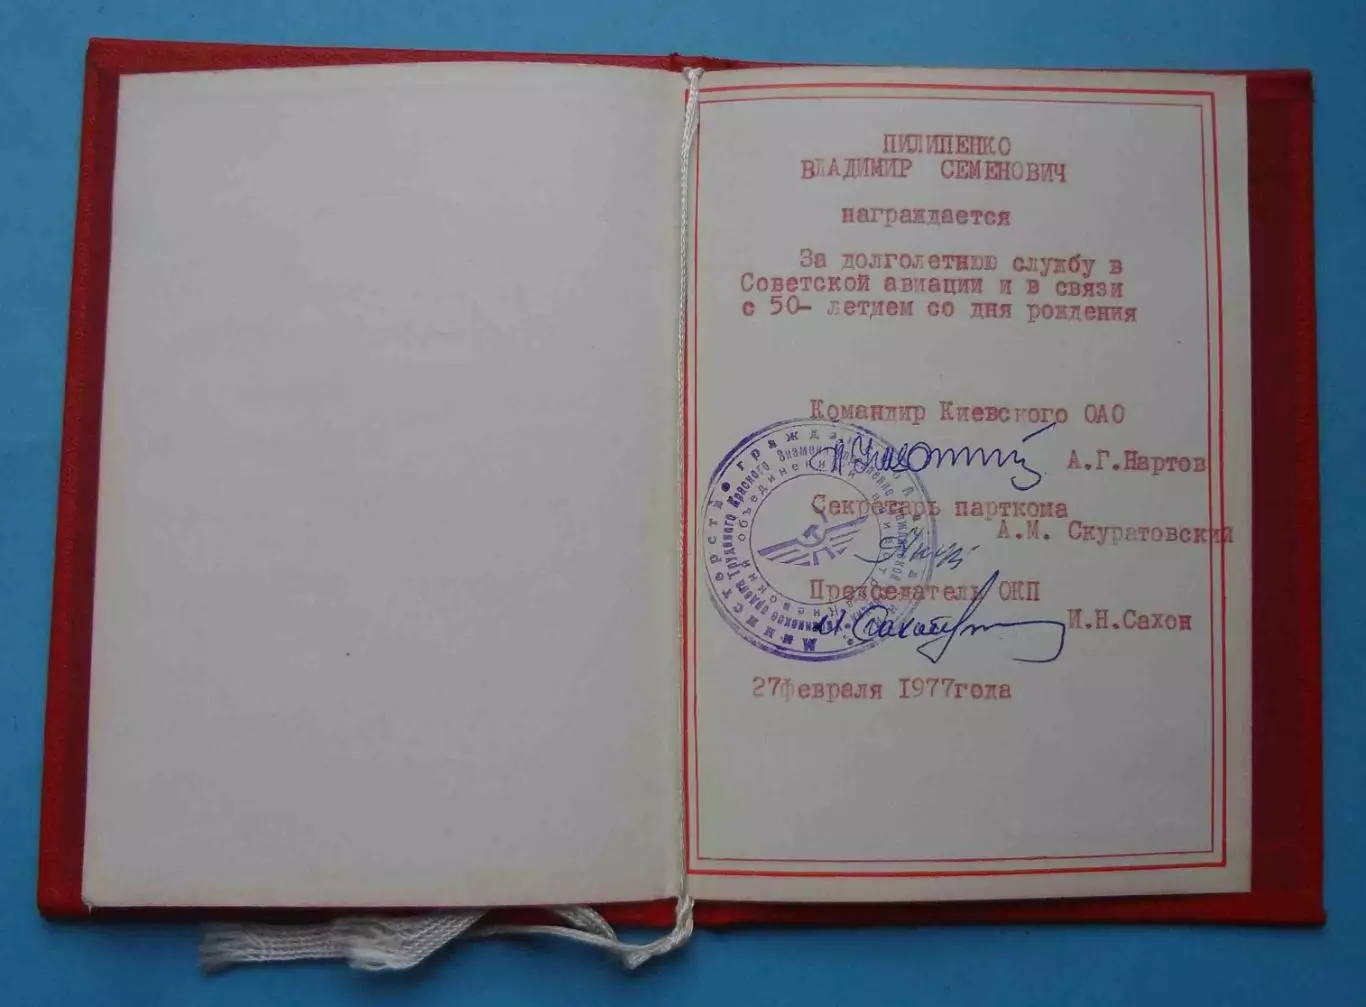 ПИЛИПЕНКО
ВЛАДИМИР СЕМЕНОВИЧ
награждается
За долголетнюю службу в
Советской авиации и в связи
с 50- летием со дня рождения
Командир Киевского ОАО
А.Г.Нартов
Секретарь парткома
А.М. Скуратовский
Председатель ОКП
И.Н.Сахон
27февраля 1977года